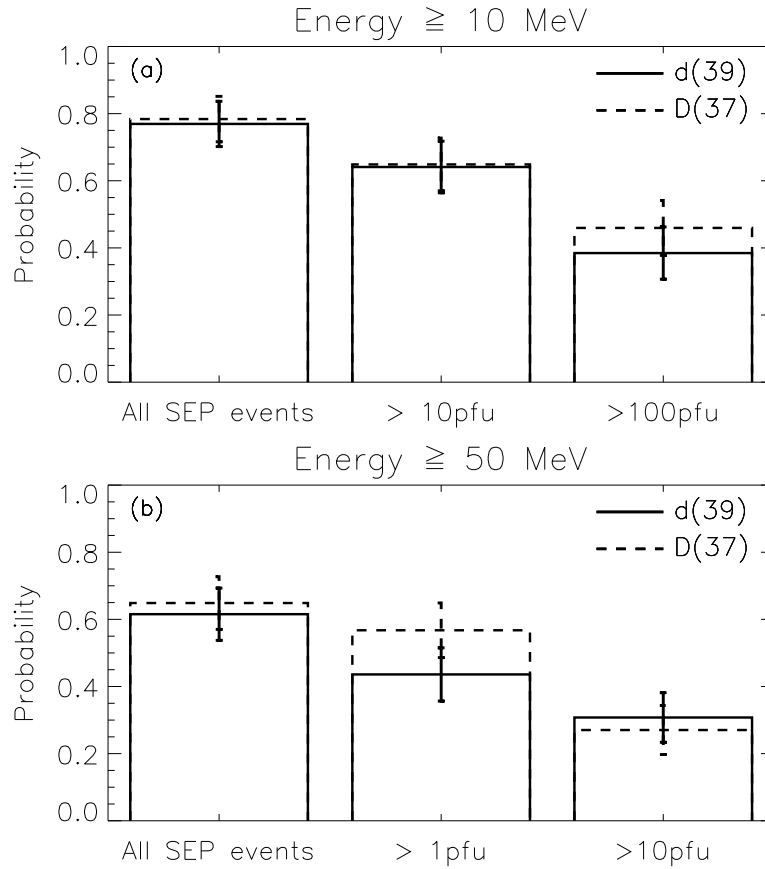 Energy ≧ 10 MeV
(a)
d(39)
D(37)
Probability
1.0
0.8
0.6
0.4
0.2
0.0
All SEP events
> 10pfu
>100pfu
Energy ≧ 50 MeV
(b)
d(39)
D(37)
Probability
1.0
0.8
0.6
0.4
0.2
0.0
All SEP events
> 1pfu
>10pfu